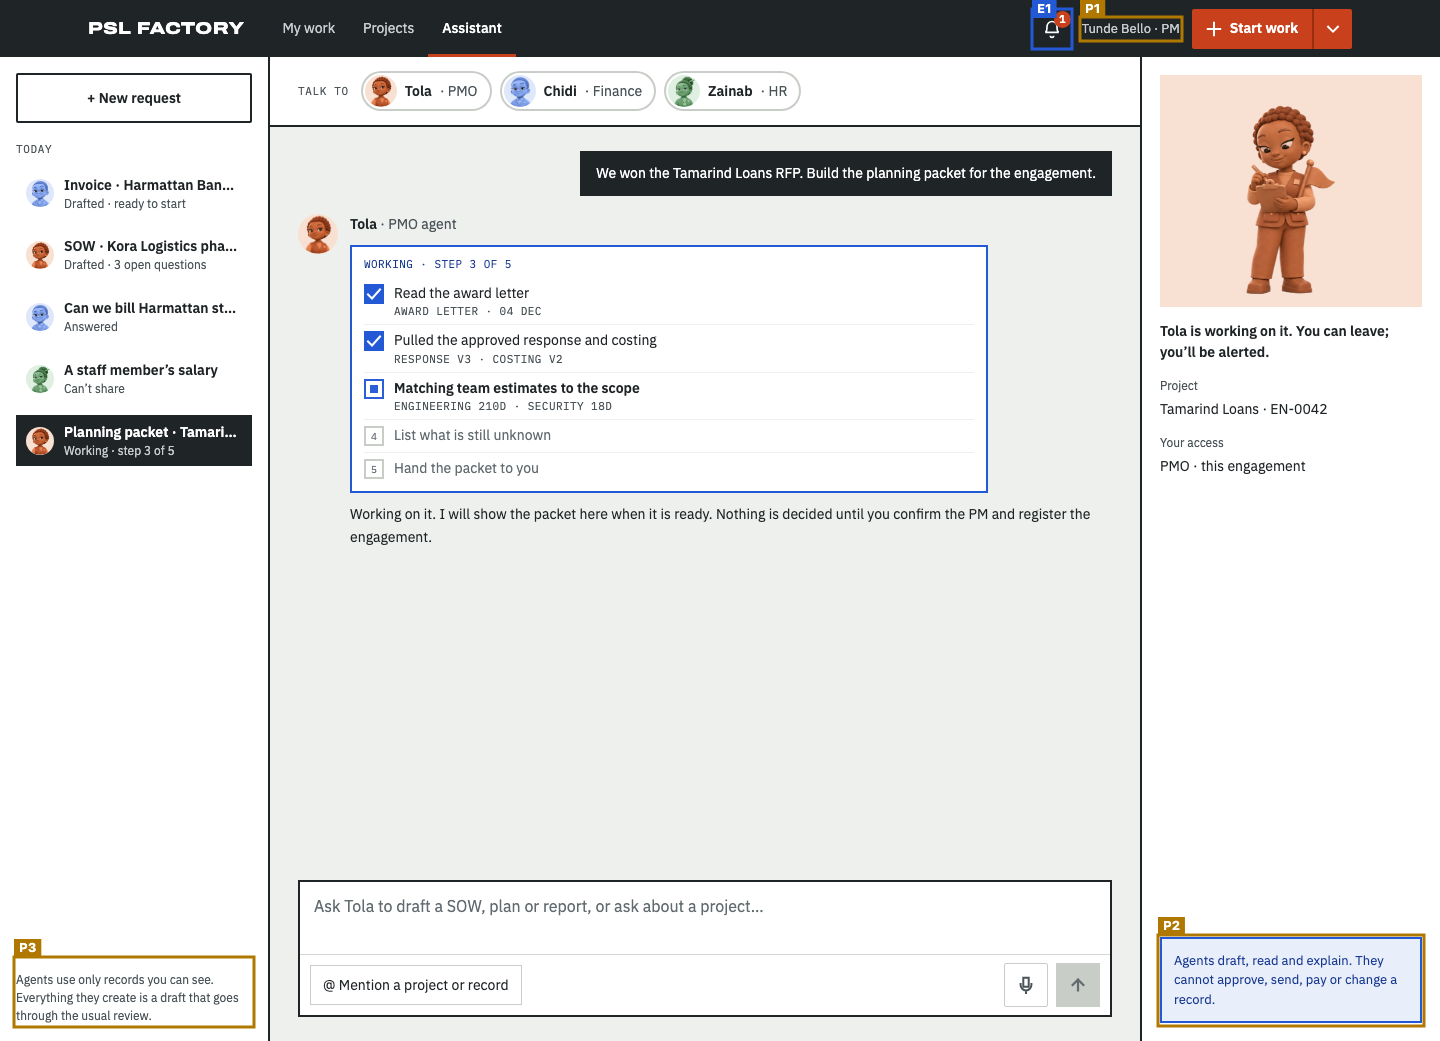 PSL FACTORY
My work
Projects
Assistant
E1
1
P1
Tunde Bello · PM
Start work
+ New request
TODAY
Invoice · Harmattan Ban...
Drafted · ready to start
SOW · Kora Logistics pha...
Drafted · 3 open questions
Can we bill Harmattan st...
Answered
A staff member’s salary
Can’t share
Planning packet · Tamari...
Working · step 3 of 5
P3
Agents use only records you can see.
Everything they create is a draft that goes
through the usual review.
TALK TO
Tola · PMO
Chidi · Finance
Zainab · HR
We won the Tamarind Loans RFP. Build the planning packet for the engagement.
Tola · PMO agent
WORKING · STEP 3 OF 5
Read the award letter
AWARD LETTER · 04 DEC
Pulled the approved response and costing
RESPONSE V3 · COSTING V2
Matching team estimates to the scope
ENGINEERING 210D · SECURITY 18D
4 List what is still unknown
5 Hand the packet to you
Working on it. I will show the packet here when it is ready. Nothing is decided until you confirm the PM and register the
engagement.
Ask Tola to draft a SOW, plan or report, or ask about a project...
@ Mention a project or record
Tola is working on it. You can leave;
you’ll be alerted.
Project
Tamarind Loans · EN-0042
Your access
PMO · this engagement
P2
Agents draft, read and explain. They
cannot approve, send, pay or change a
record.